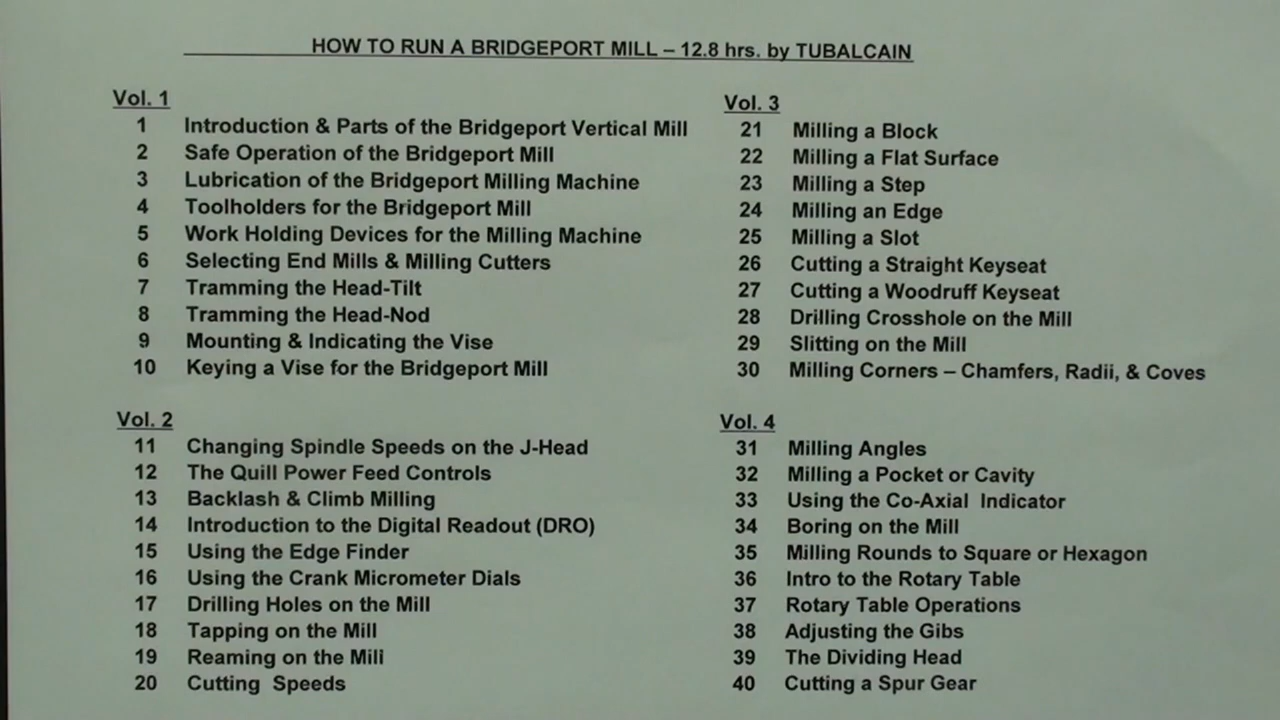 HOW TO RUN A BRIDGEPORT MILL – 12.8 hrs. by TUBALCAIN
Vol. 1
1 Introduction & Parts of the Bridgeport Vertical Mill
2 Safe Operation of the Bridgeport Mill
3 Lubrication of the Bridgeport Milling Machine
4 Toolholders for the Bridgeport Mill
5 Work Holding Devices for the Milling Machine
6 Selecting End Mills & Milling Cutters
7 Tramming the Head-Tilt
8 Tramming the Head-Nod
9 Mounting & Indicating the Vise
10 Keying a Vise for the Bridgeport Mill
Vol. 2
11 Changing Spindle Speeds on the J-Head
12 The Quill Power Feed Controls
13 Backlash & Climb Milling
14 Introduction to the Digital Readout (DRO)
15 Using the Edge Finder
16 Using the Crank Micrometer Dials
17 Drilling Holes on the Mill
18 Tapping on the Mill
19 Reaming on the Mill
20 Cutting Speeds
Vol. 3
21 Milling a Block
22 Milling a Flat Surface
23 Milling a Step
24 Milling an Edge
25 Milling a Slot
26 Cutting a Straight Keyseat
27 Cutting a Woodruff Keyseat
28 Drilling Crosshole on the Mill
29 Slitting on the Mill
30 Milling Corners – Chamfers, Radii, & Coves
Vol. 4
31 Milling Angles
32 Milling a Pocket or Cavity
33 Using the Co-Axial Indicator
34 Boring on the Mill
35 Milling Rounds to Square or Hexagon
36 Intro to the Rotary Table
37 Rotary Table Operations
38 Adjusting the Gibs
39 The Dividing Head
40 Cutting a Spur Gear